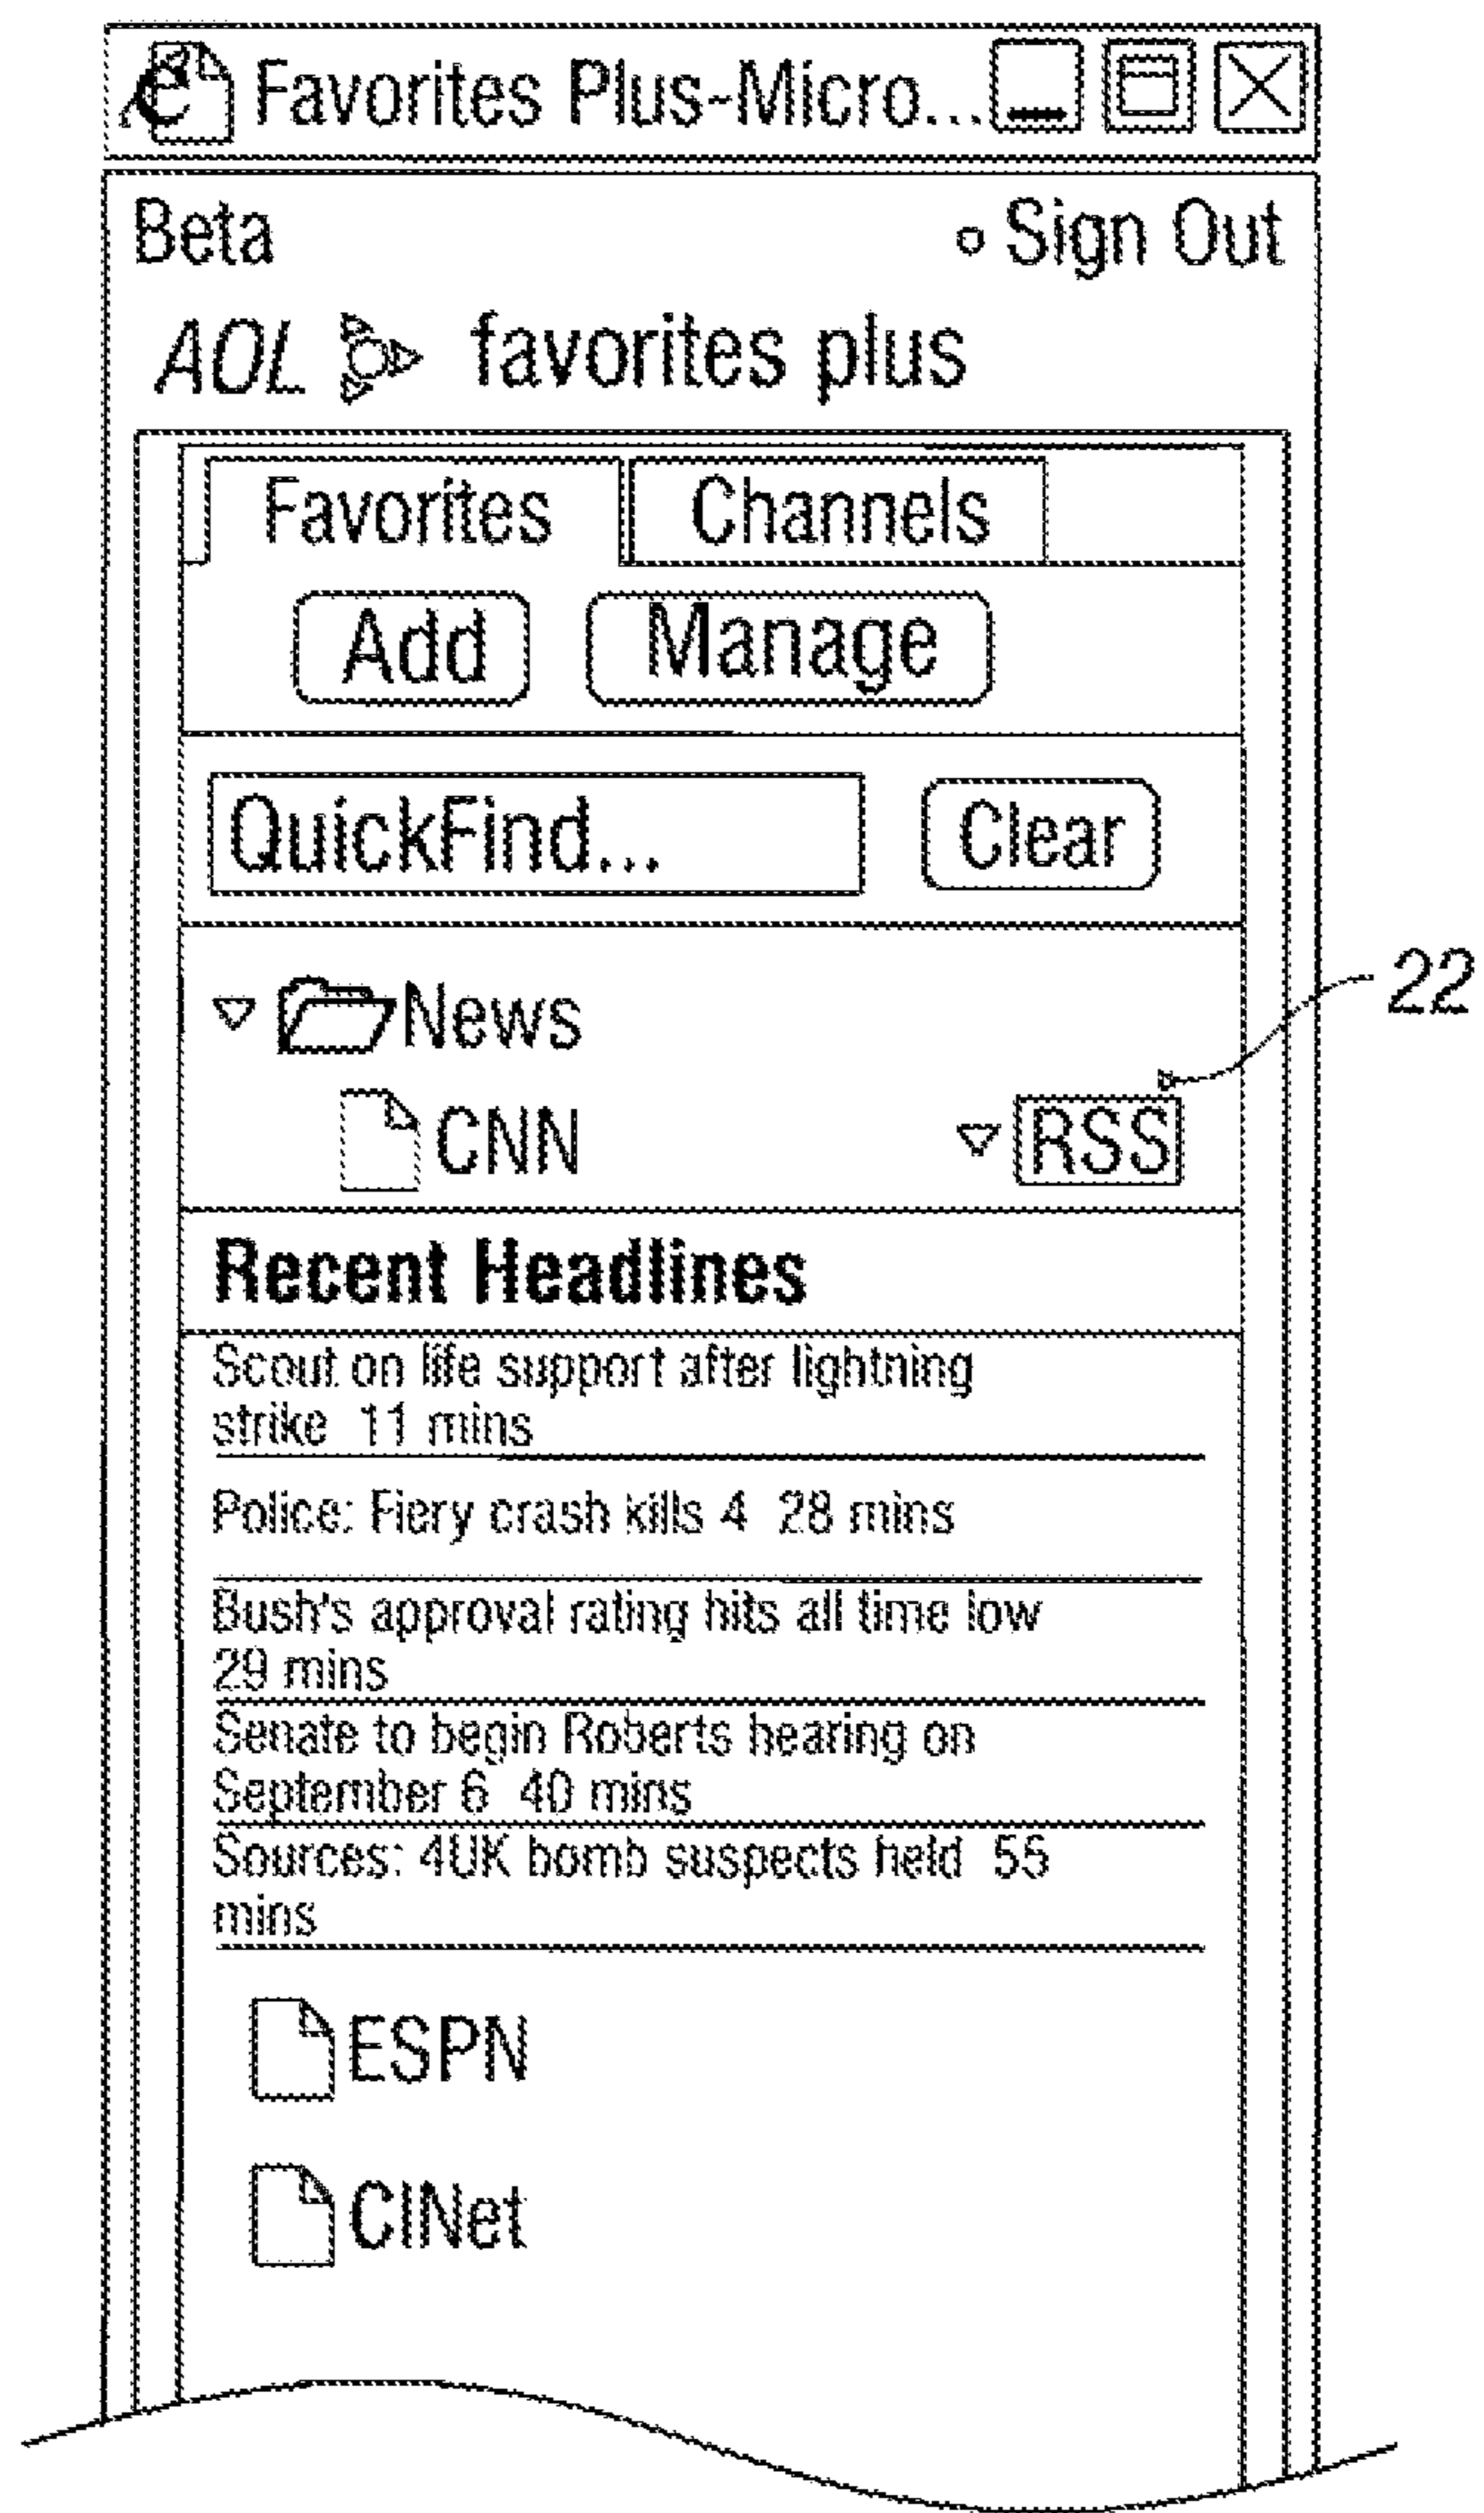 Favorites Plus-Micro...
Beta
Sign Out
AOL favorites plus
Favorites Channels
Add Manage
QuickFind... Clear
News
22
CNN RSS
Recent Headlines
Scout on life support after lightning
strike 11 mins
Police: Fiery crash kills 4 28 mins
Bush's approval rating hits all time low
29 mins
Senate to begin Roberts hearing on
September 6 40 mins
Sources: 4UK bomb suspects held 55
mins
ESPN
CINet